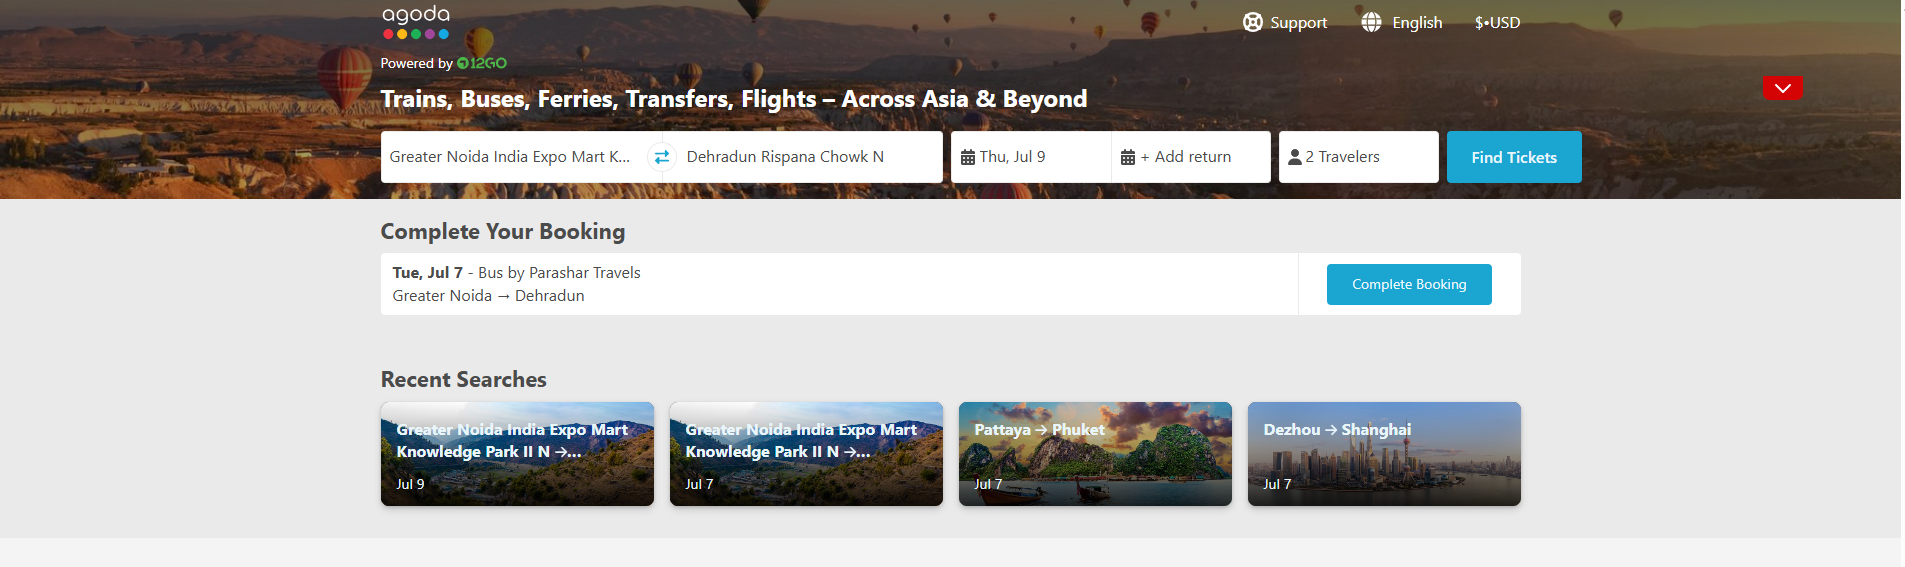 agoda
Support
English
$•USD
Powered by 12GO
Trains, Buses, Ferries, Transfers, Flights – Across Asia & Beyond
Greater Noida India Expo Mart K...
Dehradun Rispana Chowk N
Thu, Jul 9
+ Add return
2 Travelers
Find Tickets
Complete Your Booking
Tue, Jul 7 - Bus by Parashar Travels
Greater Noida → Dehradun
Complete Booking
Recent Searches
Greater Noida India Expo Mart
Knowledge Park II N →...
Jul 9
Greater Noida India Expo Mart
Knowledge Park II N →...
Jul 7
Pattaya → Phuket
Jul 7
Dezhou → Shanghai
Jul 7